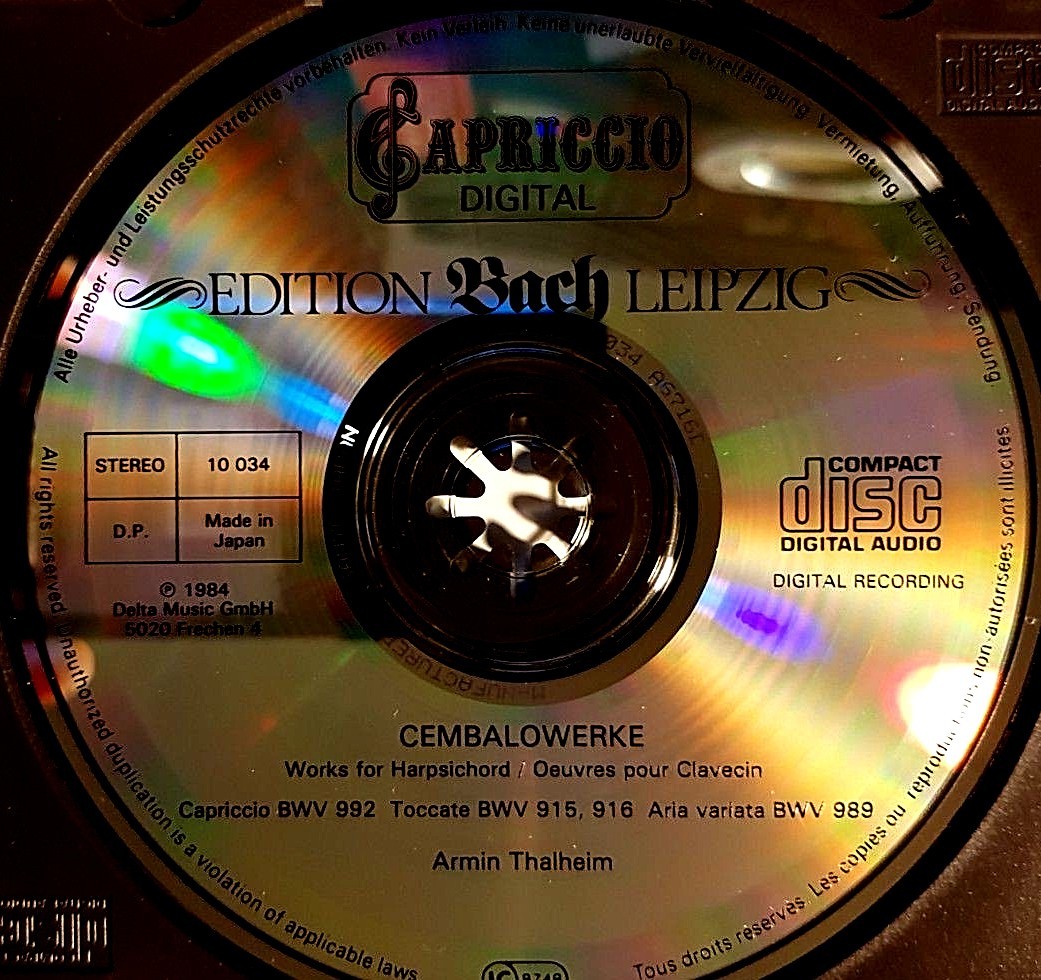 Alle Urheber- und Leistungsschutzrechte vorbehalten. Kein Verleih. Keine unerlaubte Vervielfältigung, Vermietung, Aufführung, Sendung
CAPRICCIO
DIGITAL
EDITION Bach LEIPZIG
STEREO
10 034
D.P.
Made in
Japan
℗ 1984
Delta Music GmbH
5020 Frechen 4
COMPACT
disc
DIGITAL AUDIO
DIGITAL RECORDING
CEMBALOWERKE
Works for Harpsichord / Oeuvres pour Clavecin
Capriccio BWV 992 Toccate BWV 915, 916 Aria variata BWV 989
Armin Thalheim
All rights reserved. Unauthorized duplication is a violation of applicable laws
Tous droits réservés. Les copies ou reproductions non-autorisées sont illicites
COMPACT
disc
DIGITAL AUDIO